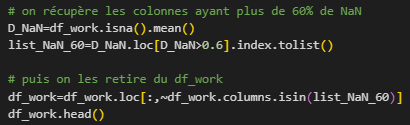 # on récupère les colonnes ayant plus de 60% de NaN
D_NaN=df_work.isna().mean()
list_NaN_60=D_NaN.loc[D_NaN>0.6].index.tolist()
# puis on les retire du df_work
df_work=df_work.loc[:,~df_work.columns.isin(list_NaN_60)]
df_work.head()